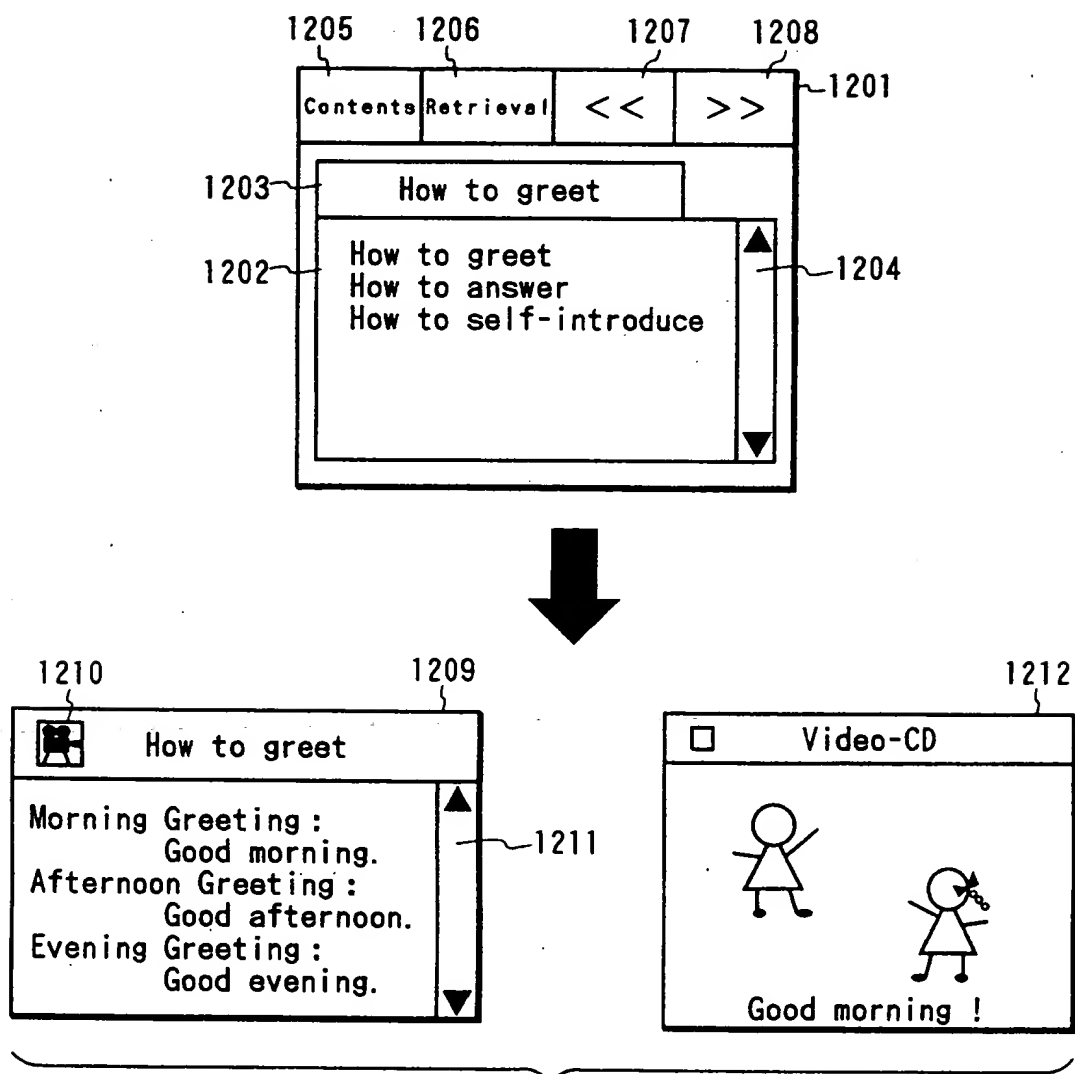 1205 1206 1207 1208
1201
Contents Retrieval << >>
1203 How to greet
1202 How to greet 1204
How to answer
How to self-introduce
1210 1209 1212
How to greet
Video-CD
Morning Greeting :
Good morning.
1211
Afternoon Greeting :
Good afternoon.
Evening Greeting :
Good evening.
Good morning !